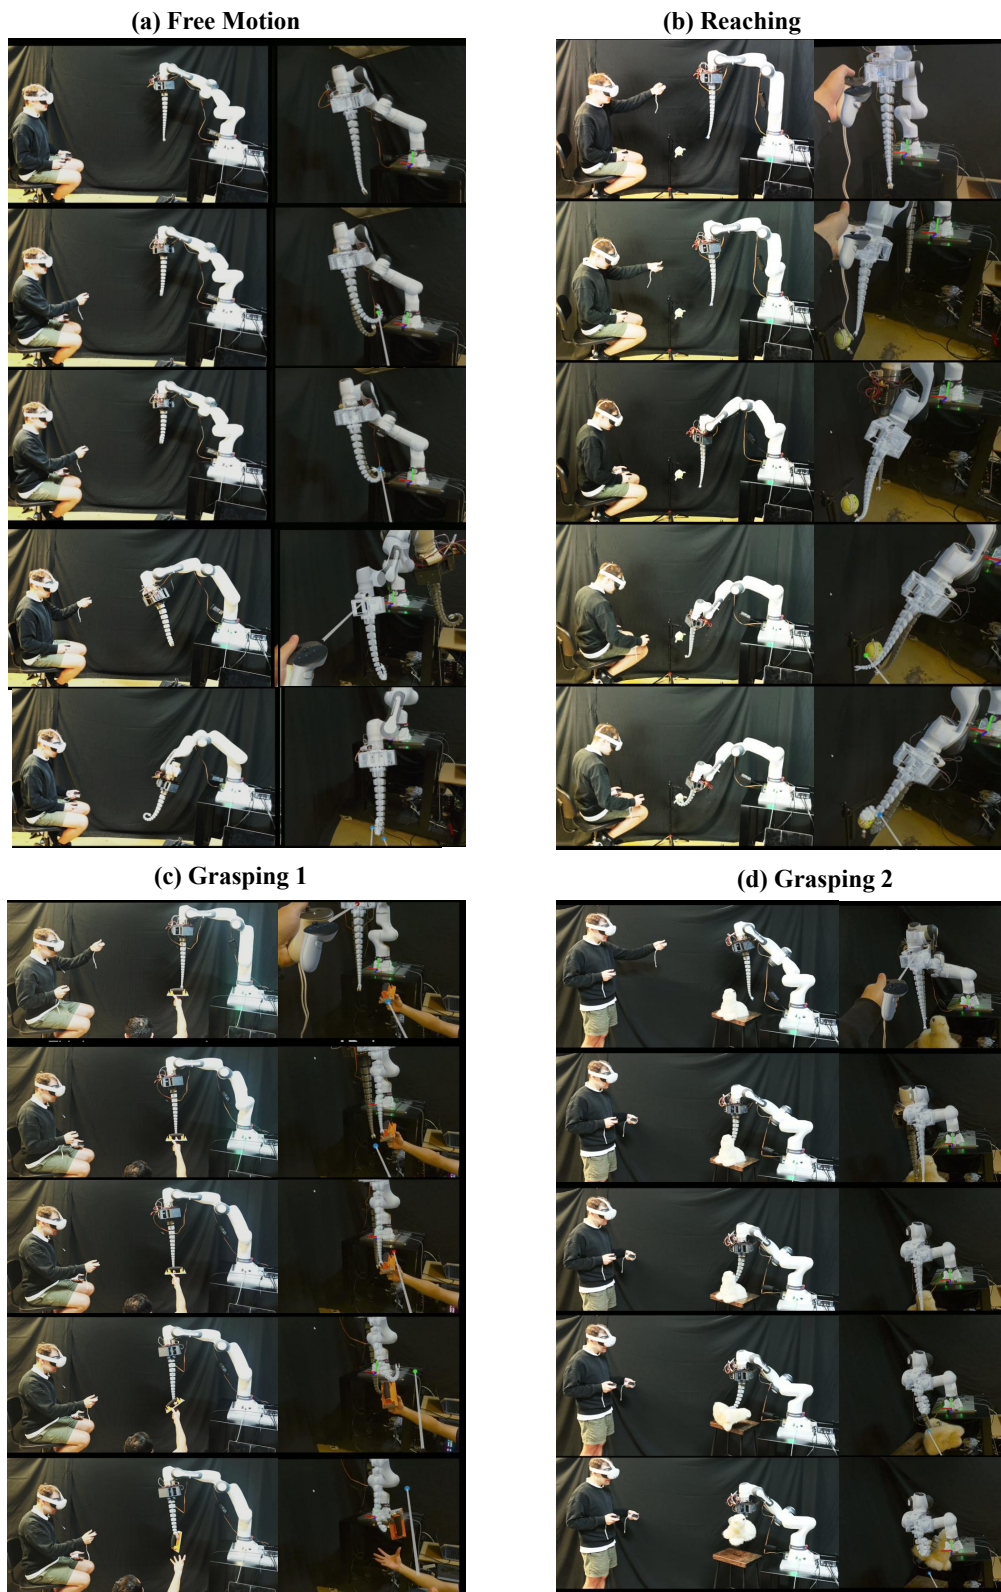 (a) Free Motion
(b) Reaching
(c) Grasping 1
(d) Grasping 2